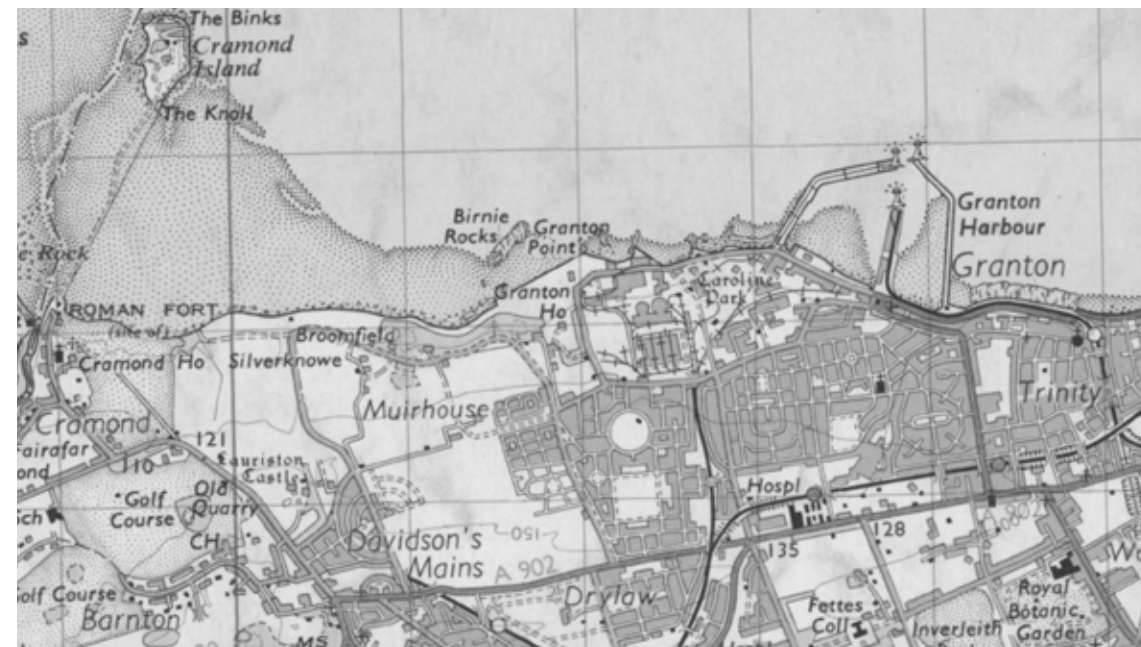 The Binks
Cramond
Island
The Knoll
Birnie
Rocks
Granton
Point
Granton
Harbour
Granton
Rock
ROMAN FORT
(site of)
Granton
Ho
Caroline
Park
Broomfield
Cramond Ho
Silverknowe
Muirhouse
Trinity
Cramond
121
110
Lauriston
Castle
Golf
Course
Old
Quarry
CH
Hospl
128
135
Davidson's
Mains
150
A 902
Drylaw
Golf Course
Barnton
MS
Fettes
Coll
Inverleith
Royal
Botanic
Garden